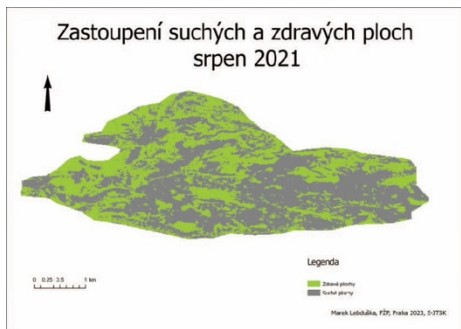 Zastoupení suchých a zdravých ploch
srpen 2021
0 0.25 0.5 1 km
Legenda
Zdravé plochy
Suché plochy
Marek Lebduška, FŽP, Praha 2023, S-JTSK